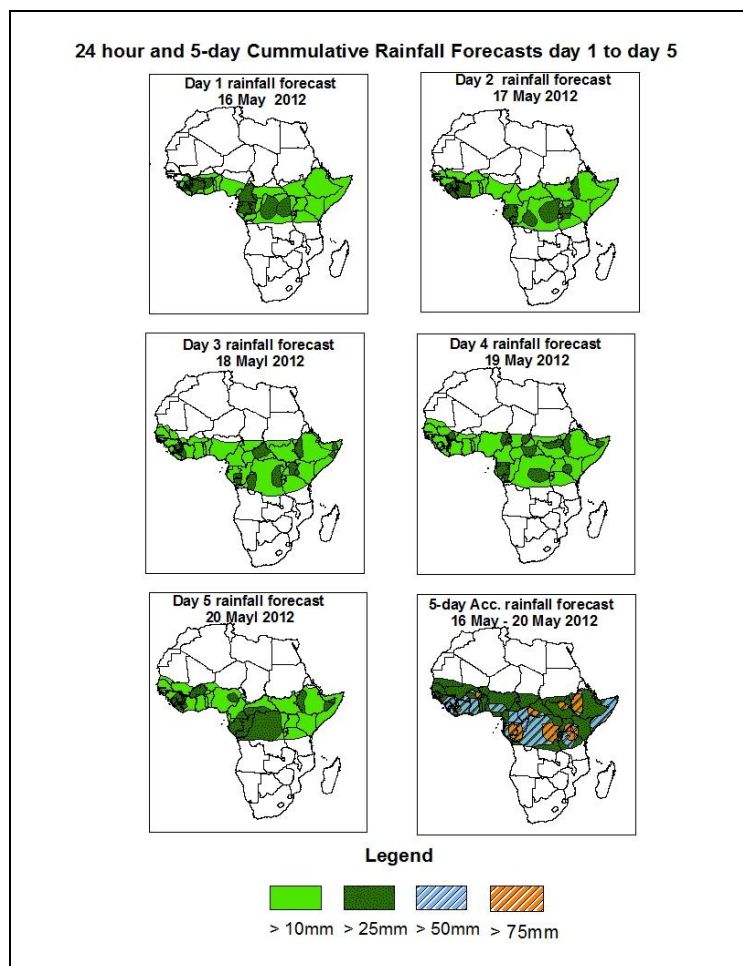 24 hour and 5-day Cummulative Rainfall Forecasts day 1 to day 5
Day 1 rainfall forecast
16 May 2012
Day 2 rainfall forecast
17 May 2012
Day 3 rainfall forecast
18 Mayl 2012
Day 4 rainfall forecast
19 May 2012
Day 5 rainfall forecast
20 Mayl 2012
5-day Acc. rainfall forecast
16 May - 20 May 2012
Legend
> 10mm > 25mm > 50mm > 75mm